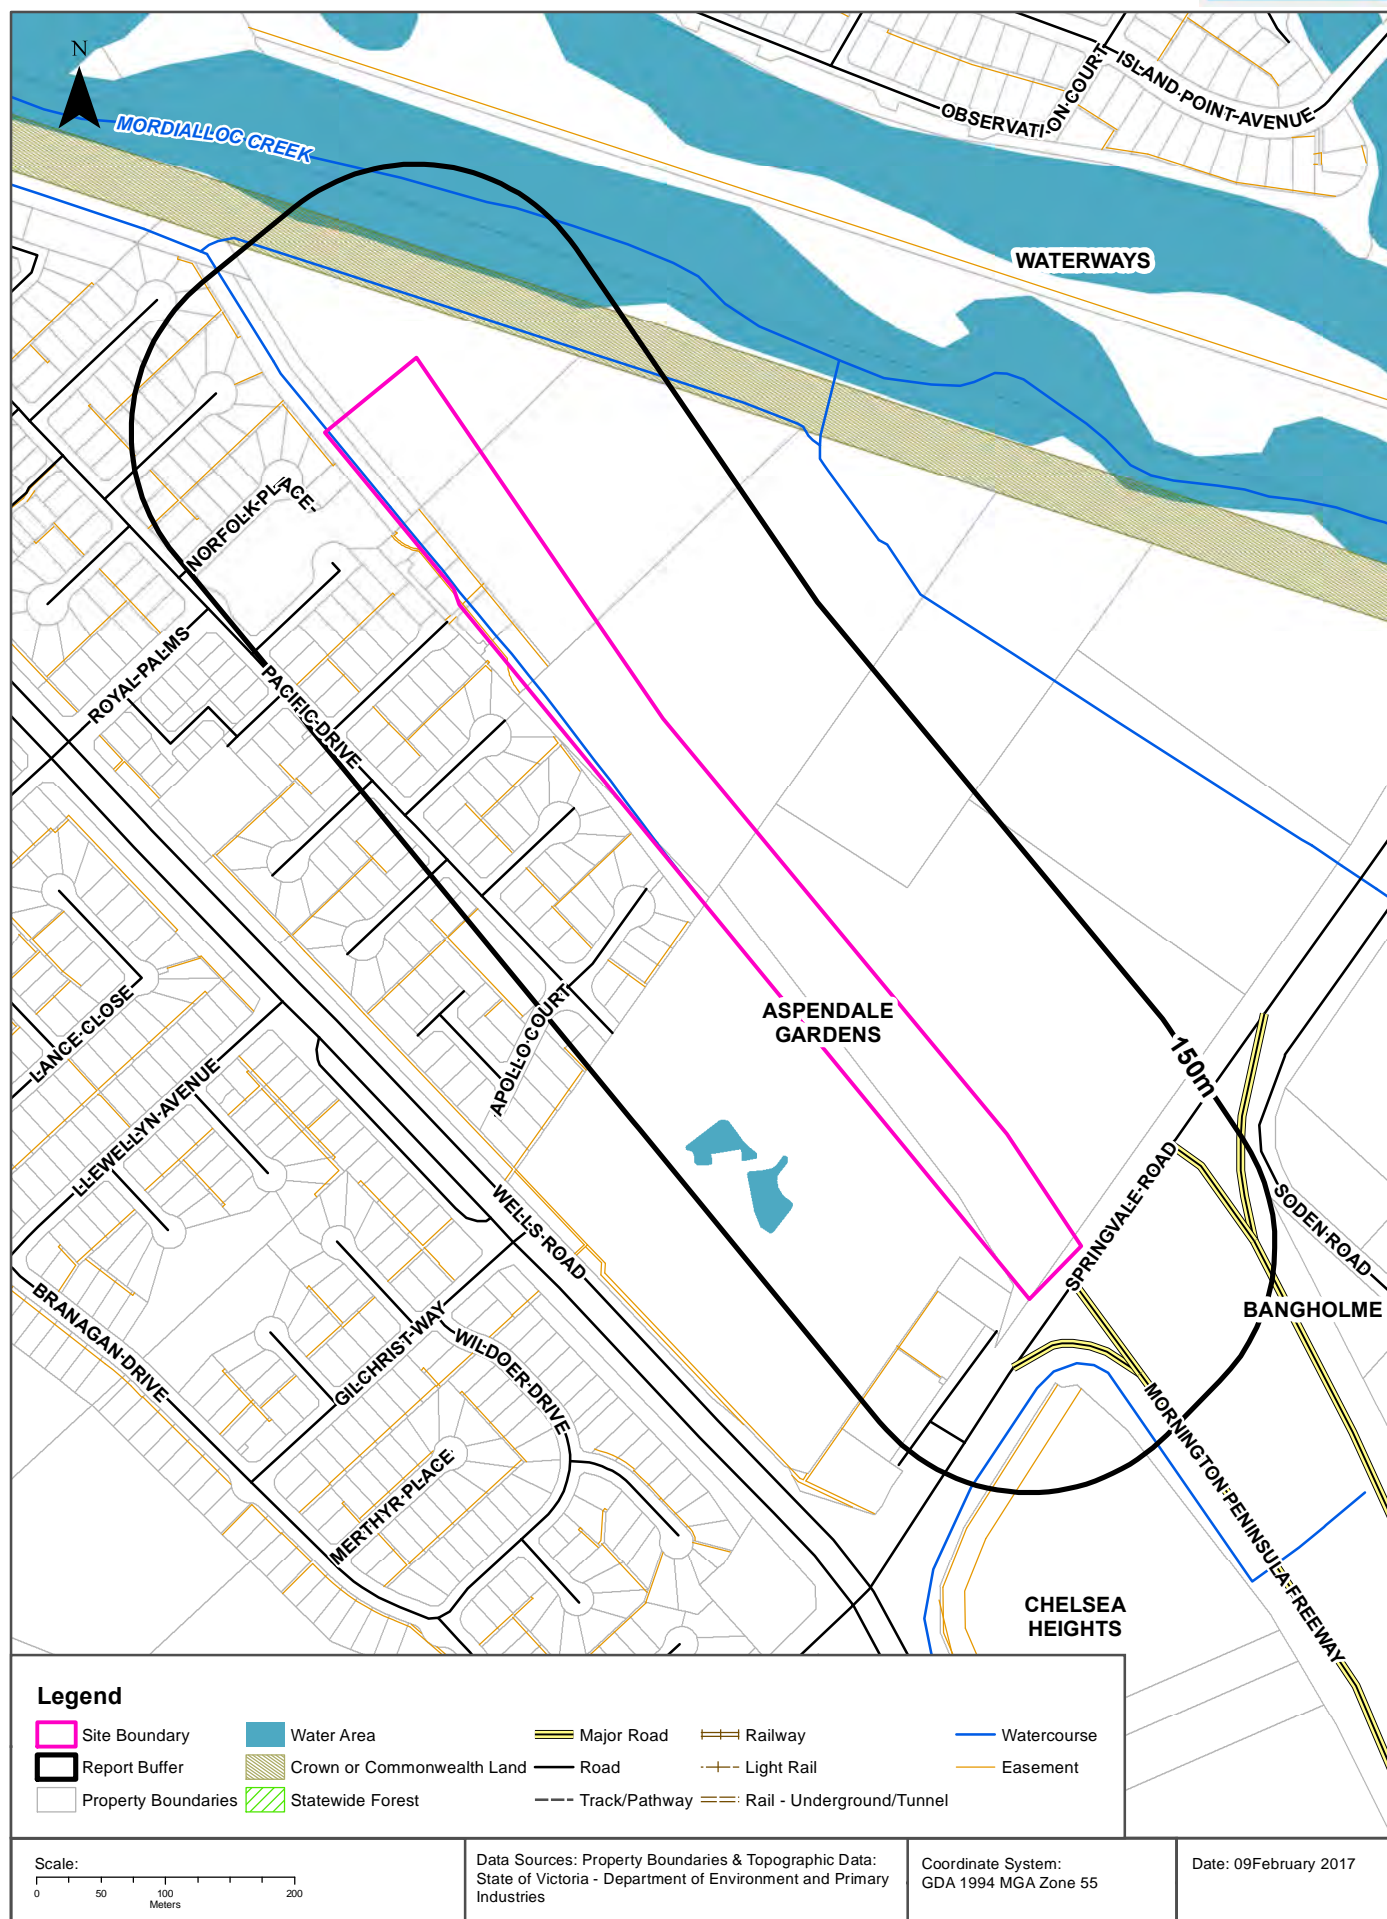 N
MORDIALLOC CREEK
OBSERVATION COURT
ISLAND POINT AVENUE
WATERWAYS
NORFOLK PLACE
ROYAL PALMS
PACIFIC DRIVE
ASPENDALE
GARDENS
LANCE CLOSE
APOLLO COURT
150m
LLEWELLYN AVENUE
WELLS ROAD
SPRINGVALE ROAD
SODEN ROAD
BRANAGAN DRIVE
GILCHRIST WAY
WILDOER DRIVE
BANGHOLME
MERTHYR PLACE
MORNINGTON PENINSULA FREEWAY
CHELSEA
HEIGHTS
Legend
Site Boundary
Water Area
Major Road
Railway
Watercourse
Report Buffer
Crown or Commonwealth Land
Road
Light Rail
Easement
Property Boundaries
Statewide Forest
Track/Pathway
Rail - Underground/Tunnel
Scale:
0 50 100 200
Meters
Data Sources: Property Boundaries & Topographic Data:
State of Victoria - Department of Environment and Primary
Industries
Coordinate System:
GDA 1994 MGA Zone 55
Date: 09February 2017